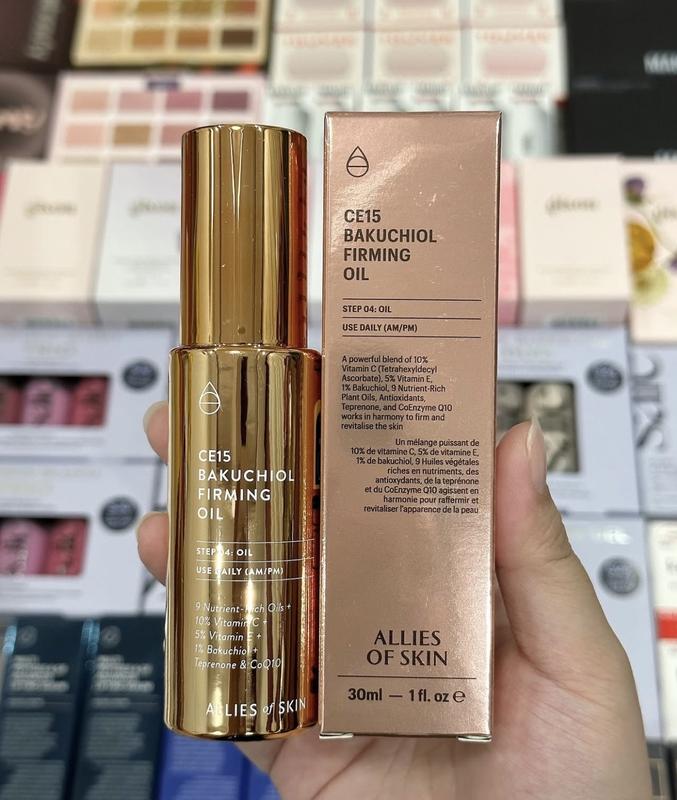 CE15
BAKUCHIOL
FIRMING
OIL
STEP 04: OIL
USE DAILY (AM/PM)
9 Nutrient-Rich Oils +
10% Vitamin C +
5% Vitamin E +
1% Bakuchiol +
Teprenone & CoQ10
ALLIES of SKIN
CE15
BAKUCHIOL
FIRMING
OIL
STEP 04: OIL
USE DAILY (AM/PM)
A powerful blend of 10%
Vitamin C (Tetrahexyldecyl
Ascorbate), 5% Vitamin E,
1% Bakuchiol, 9 Nutrient-Rich
Plant Oils, Antioxidants,
Teprenone, and CoEnzyme Q10
works in harmony to firm and
revitalise the skin
Un mélange puissant de
10% de vitamine C, 5% de vitamine E,
1% de bakuchiol, 9 Huiles végétales
riches en nutriments, des
antioxydants, de la teprénone
et du CoEnzyme Q10 agissent en
harmonie pour raffermir et
revitaliser l'apparence de la peau
ALLIES
OF SKIN
30ml — 1 fl. oz ℮